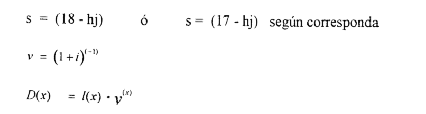 s = (18 - hj) ó s = (17 - hj) según corresponda
v = (1+i)^(-1)
D(x) = l(x) · v^(x)